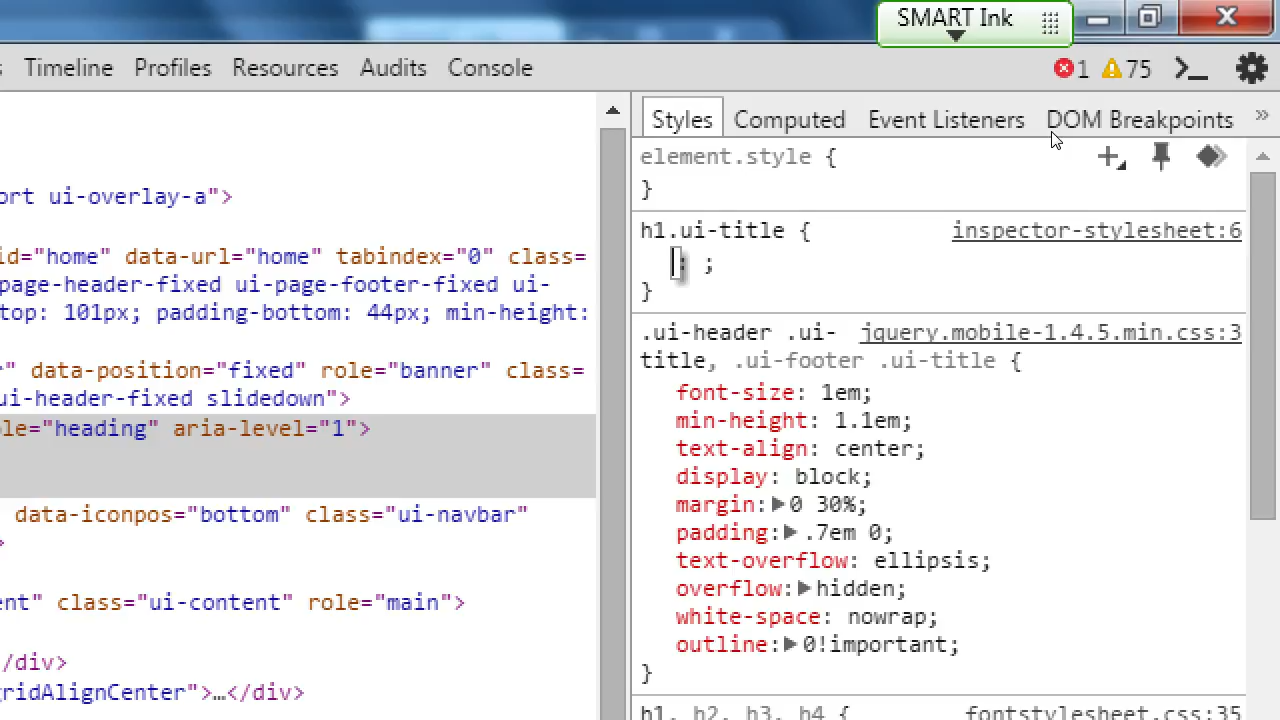 SMART Ink
Timeline Profiles Resources Audits Console
1 75
Styles Computed Event Listeners DOM Breakpoints »
ort ui-overlay-a">
id="home" data-url="home" tabindex="0" class=
page-header-fixed ui-page-footer-fixed ui-
top: 101px; padding-bottom: 44px; min-height:
" data-position="fixed" role="banner" class=
ui-header-fixed slidedown">
le="heading" aria-level="1">
data-iconpos="bottom" class="ui-navbar"
>
ent" class="ui-content" role="main">
/div>
gridAlignCenter">…</div>
element.style {
}
h1.ui-title { inspector-stylesheet:6
: ;
}
.ui-header .ui- jquery.mobile-1.4.5.min.css:3
title, .ui-footer .ui-title {
font-size: 1em;
min-height: 1.1em;
text-align: center;
display: block;
margin:▶0 30%;
padding:▶.7em 0;
text-overflow: ellipsis;
overflow:▶hidden;
white-space: nowrap;
outline:▶0!important;
}
h1, h2, h3, h4 { fontstylesheet.css:35